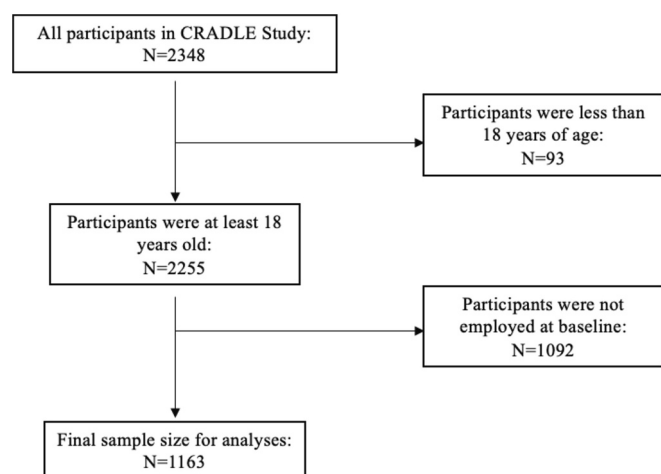 All participants in CRADLE Study:
N=2348
Participants were less than
18 years of age:
N=93
Participants were at least 18
years old:
N=2255
Participants were not
employed at baseline:
N=1092
Final sample size for analyses:
N=1163